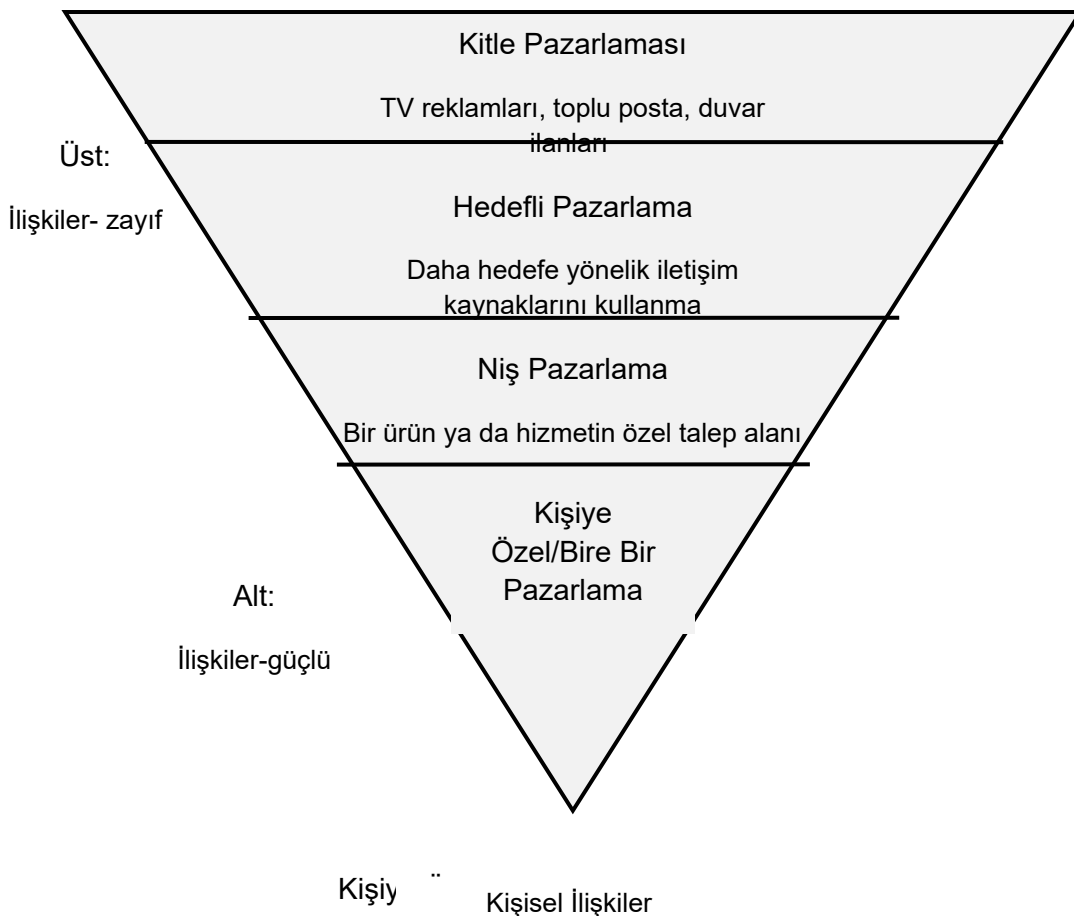 Kitle Pazarlaması
TV reklamları, toplu posta, duvar
ilanları
Üst:
İlişkiler- zayıf
Hedefli Pazarlama
Daha hedefe yönelik iletişim
kaynaklarını kullanma
Niş Pazarlama
Bir ürün ya da hizmetin özel talep alanı
Kişiye
Özel/Bire Bir
Pazarlama
Alt:
İlişkiler-güçlü
Kişisel İlişkiler